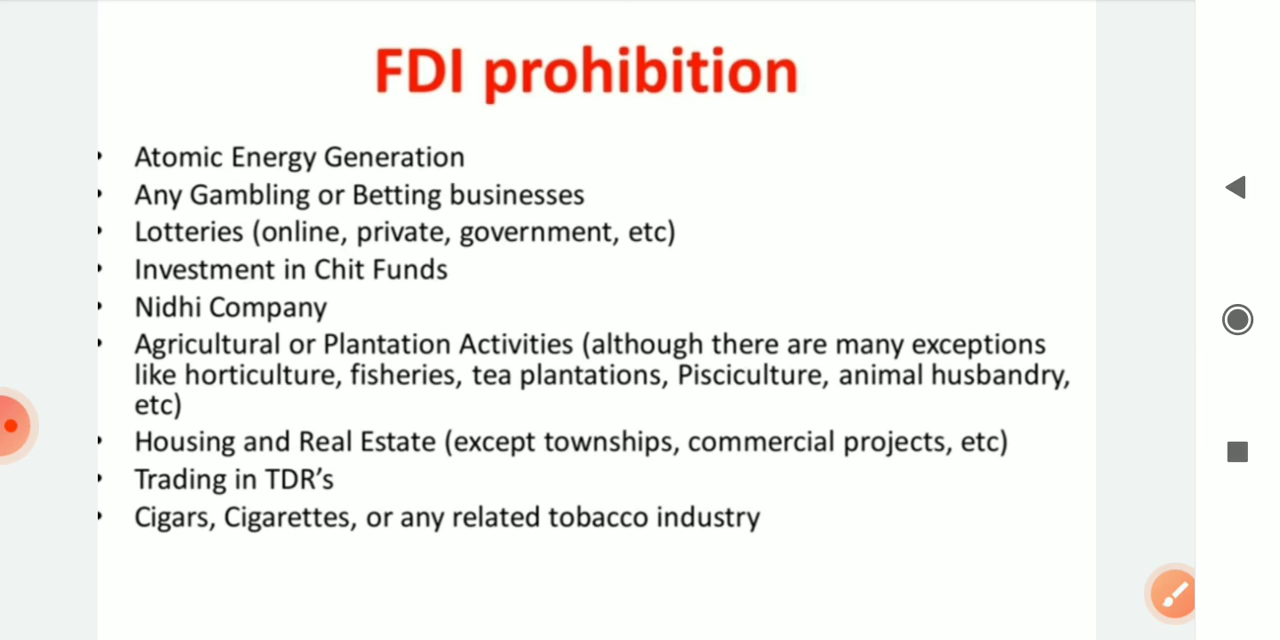 FDI prohibition
• Atomic Energy Generation
• Any Gambling or Betting businesses
• Lotteries (online, private, government, etc)
• Investment in Chit Funds
• Nidhi Company
• Agricultural or Plantation Activities (although there are many exceptions
like horticulture, fisheries, tea plantations, Pisciculture, animal husbandry,
etc)
• Housing and Real Estate (except townships, commercial projects, etc)
• Trading in TDR’s
• Cigars, Cigarettes, or any related tobacco industry